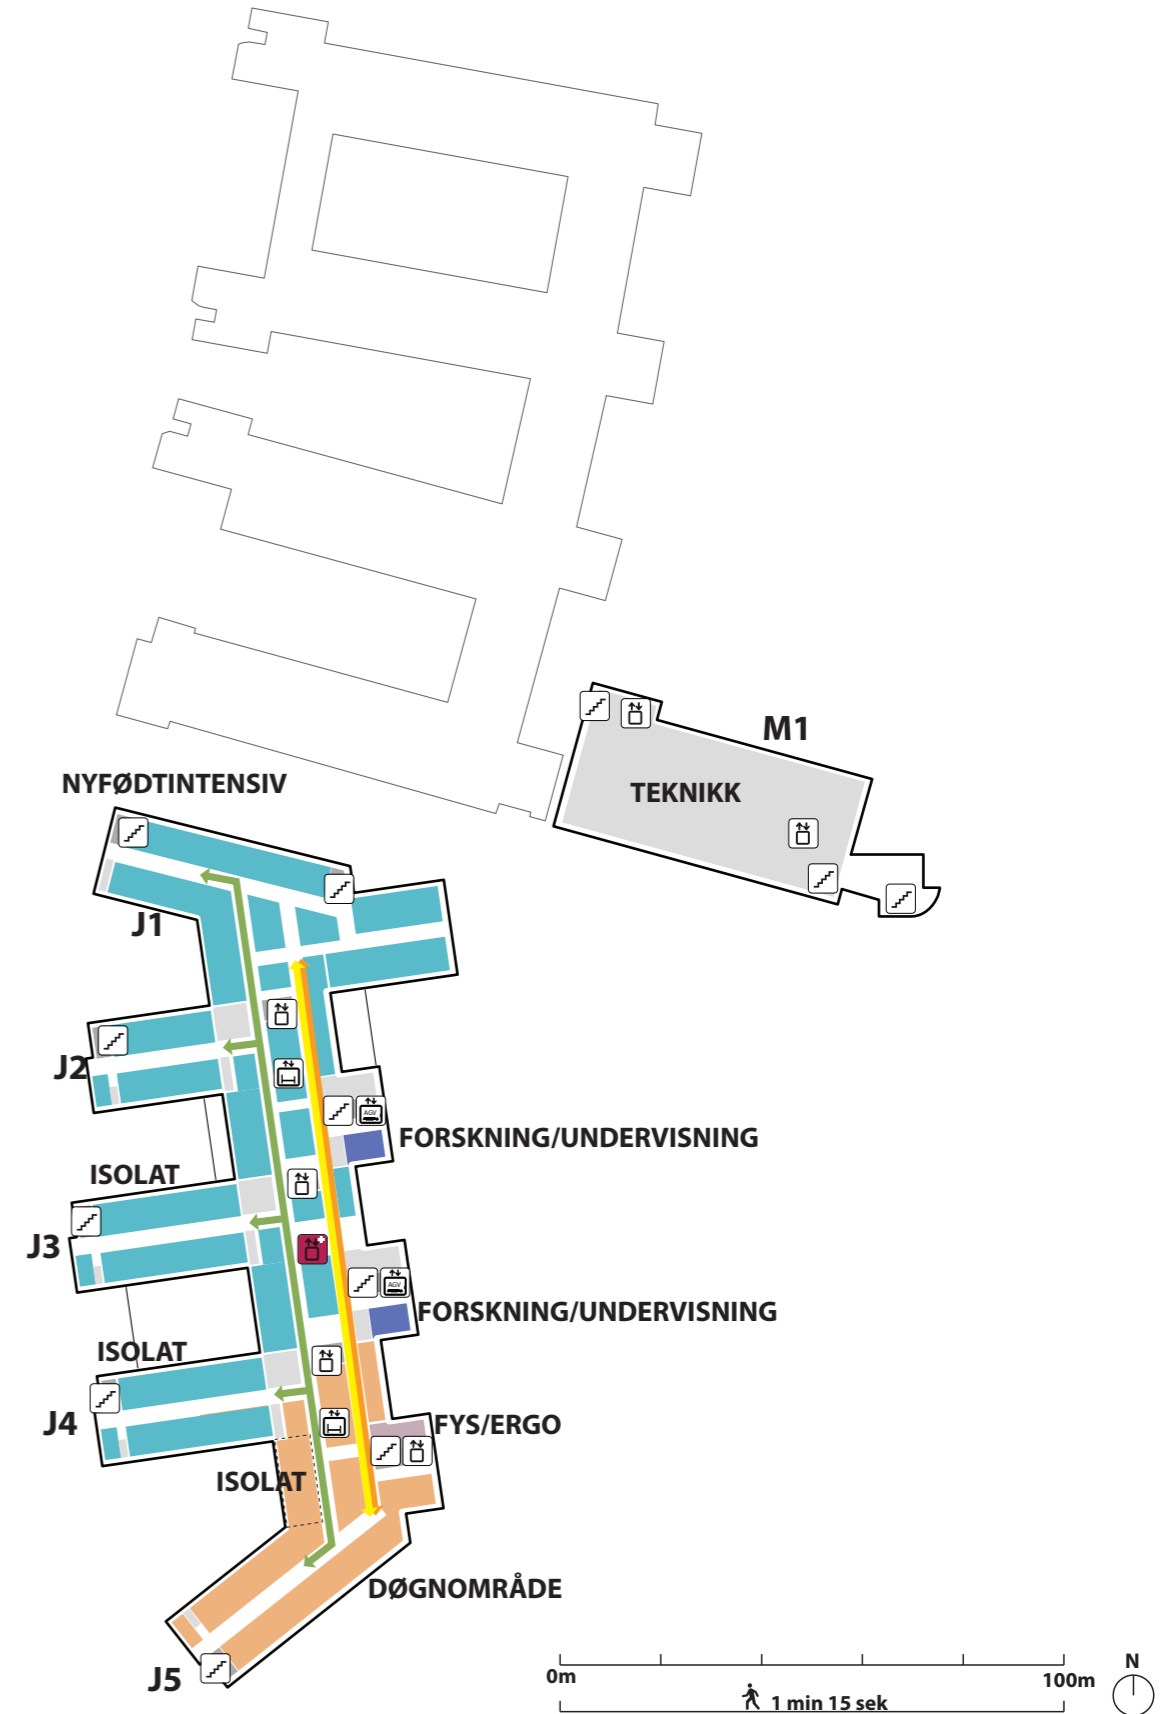 M1
TEKNIKK
NYFØDTINTENSIV
J1
J2
AGV
FORSKNING/UNDERVISNING
ISOLAT
J3
AGV
FORSKNING/UNDERVISNING
ISOLAT
J4
FYS/ERGO
ISOLAT
DØGNOMRÅDE
J5
0m
100m
N
1 min 15 sek